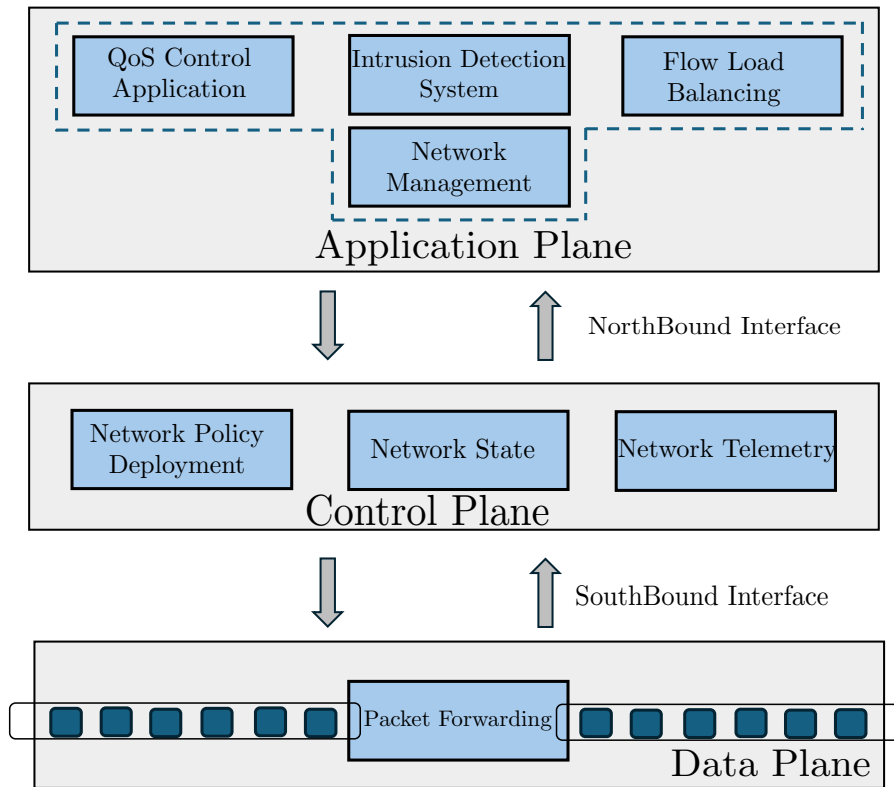 QoS Control
Application
Intrusion Detection
System
Flow Load
Balancing
Network
Management
Application Plane
NorthBound Interface
Network Policy
Deployment
Network State
Network Telemetry
Control Plane
SouthBound Interface
Packet Forwarding
Data Plane